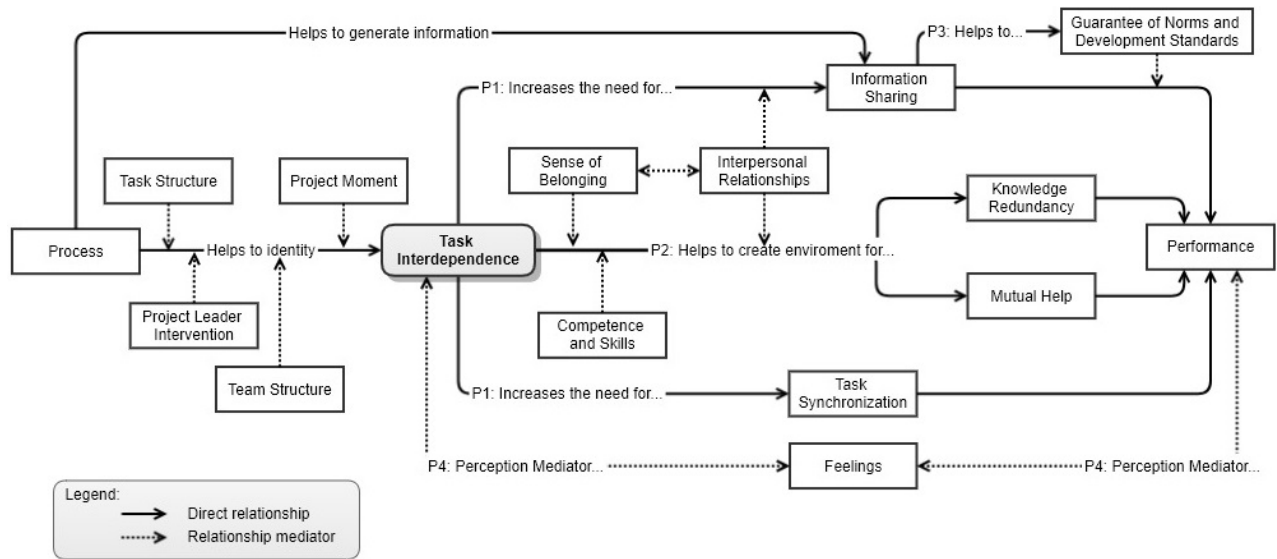 Helps to generate information
P3: Helps to...
Guarantee of Norms and
Development Standards
P1: Increases the need for...
Information
Sharing
Task Structure
Project Moment
Sense of
Belonging
Interpersonal
Relationships
Knowledge
Redundancy
Process
Helps to identity
Task
Interdependence
P2: Helps to create enviroment for...
Performance
Project Leader
Intervention
Competence
and Skills
Mutual Help
Team Structure
P1: Increases the need for...
Task
Synchronization
P4: Perception Mediator...
Feelings
P4: Perception Mediator...
Legend:
Direct relationship
Relationship mediator